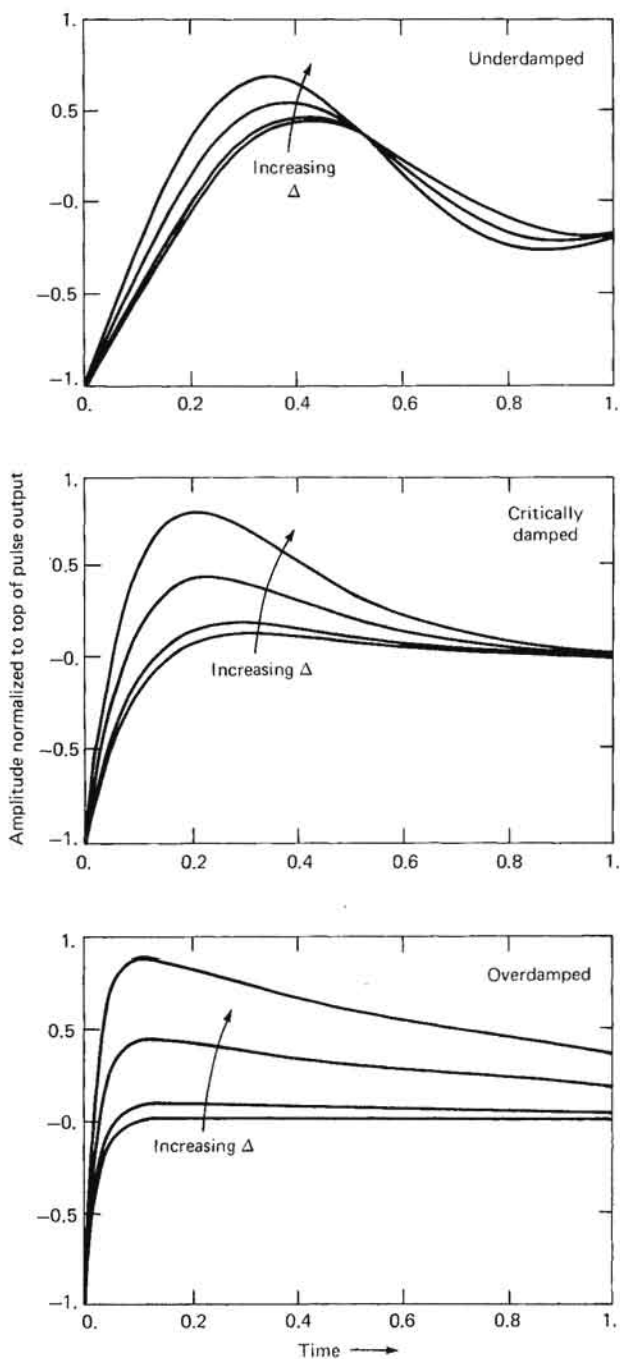 1.
Underdamped
0.5
Increasing
Δ
−0.
−0.5
−1.
0. 0.2 0.4 0.6 0.8 1.
Amplitude normalized to top of pulse output
1.
Critically
damped
0.5
−0.
Increasing Δ
−0.5
−1.
0. 0.2 0.4 0.6 0.8 1.
1.
Overdamped
0.5
−0.
Increasing Δ
−0.5
−1.
0. 0.2 0.4 0.6 0.8 1.
Time